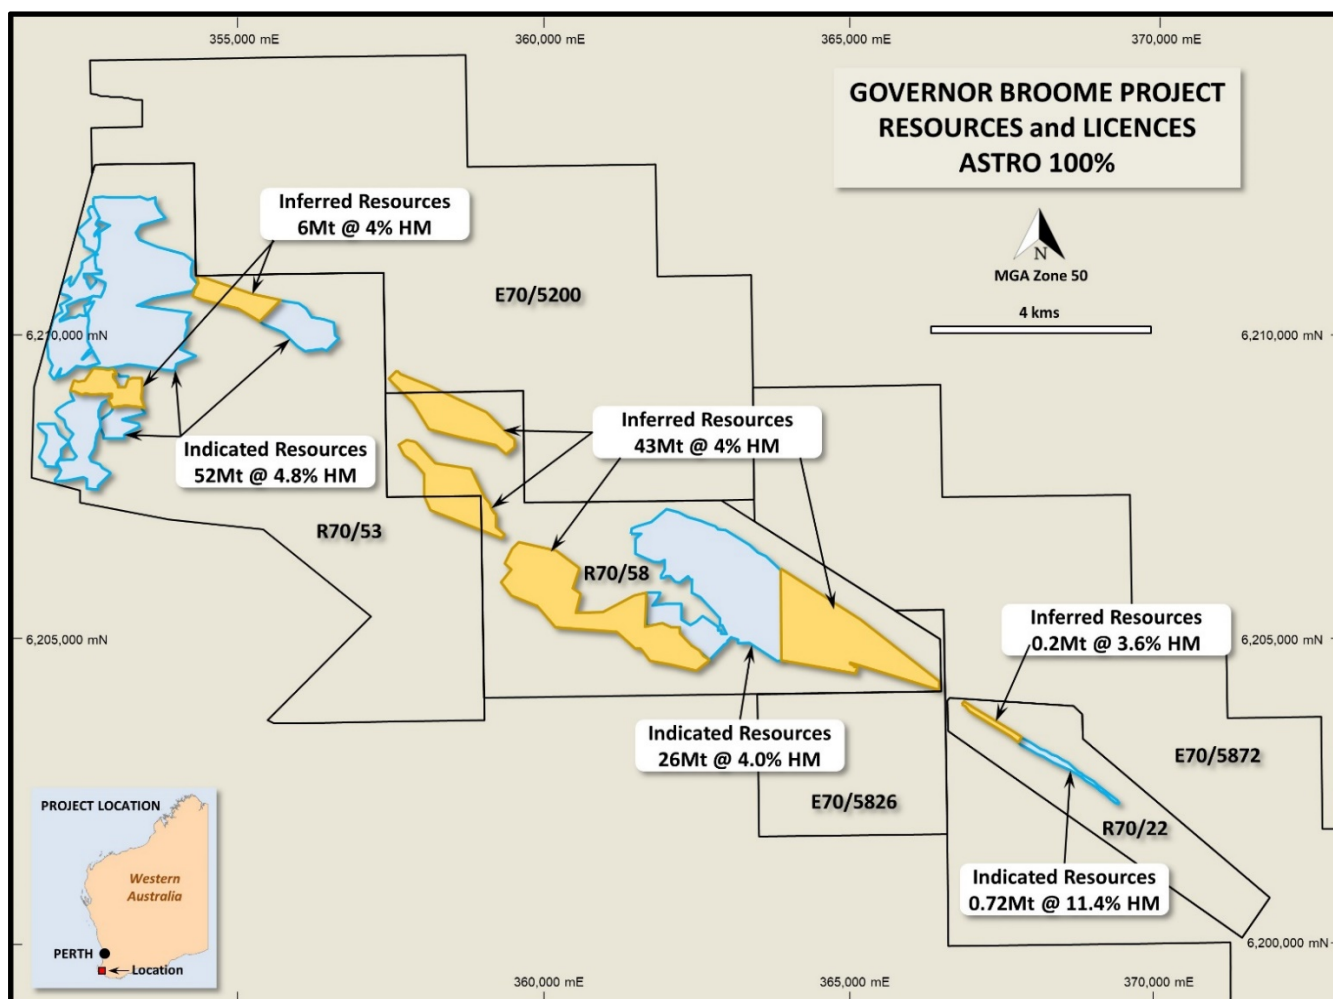 355,000 mE
360,000 mE
365,000 mE
370,000 mE
GOVERNOR BROOME PROJECT
RESOURCES and LICENCES
ASTRO 100%
Inferred Resources
6Mt @ 4% HM
N
MGA Zone 50
E70/5200
4 kms
6,210,000 mN
6,210,000 mN
Inferred Resources
43Mt @ 4% HM
Indicated Resources
52Mt @ 4.8% HM
R70/53
R70/58
Inferred Resources
0.2Mt @ 3.6% HM
6,205,000 mN
6,205,000 mN
Indicated Resources
26Mt @ 4.0% HM
E70/5872
E70/5826
R70/22
PROJECT LOCATION
Western
Australia
PERTH
Location
Indicated Resources
0.72Mt @ 11.4% HM
6,200,000 mN
360,000 mE
365,000 mE
370,000 mE